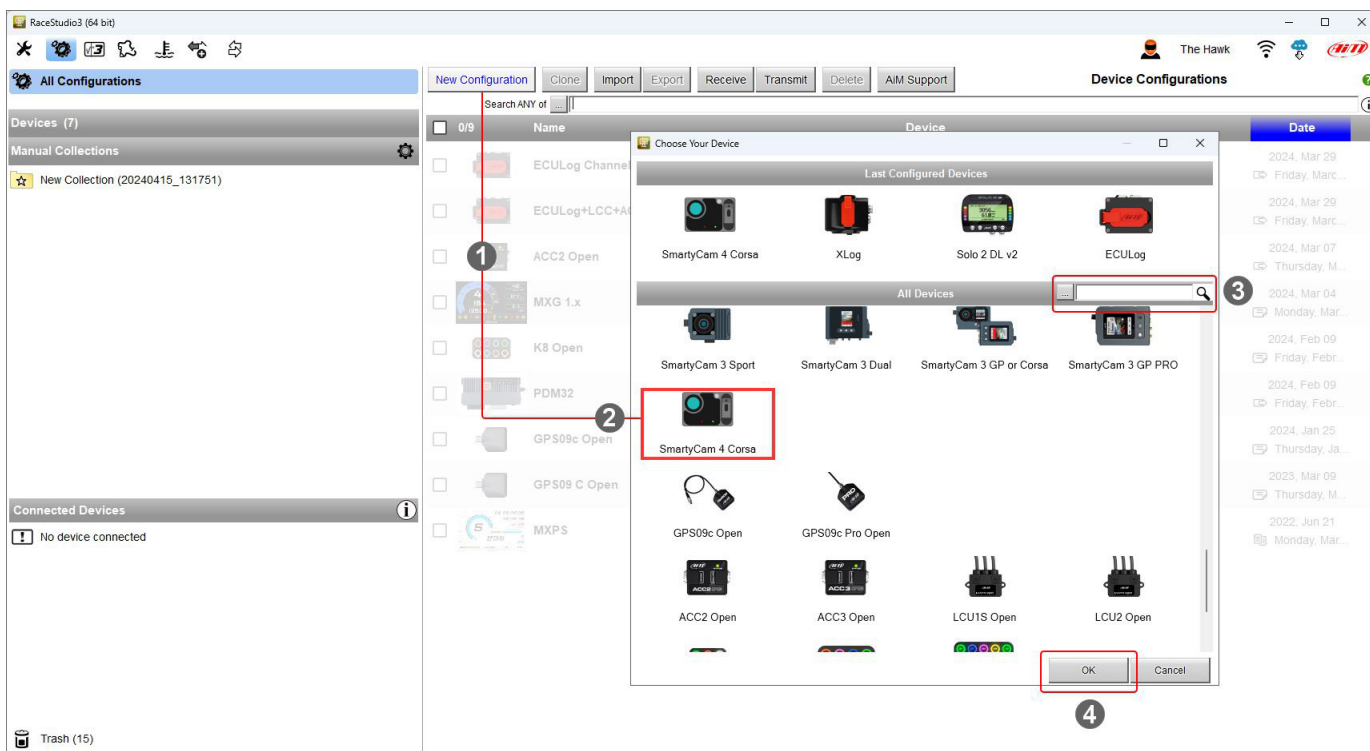 RaceStudio3 (64 bit)
The Hawk
AiM
All Configurations
New Configuration Clone Import Export Receive Transmit Delete AiM Support Device Configurations
Search ANY of ...
Devices (7)
0/9 Name Device Date
Manual Collections
New Collection (20240415_131751)
ECULog Channel 2024, Mar 29
Friday, Marc...
ECULog+LCC+A 2024, Mar 29
Friday, Marc...
ACC2 Open 2024, Mar 07
Thursday, M...
MXG 1.x 2024, Mar 04
Monday, Mar...
K8 Open 2024, Feb 09
Friday, Febr...
PDM32 2024, Feb 09
Friday, Febr...
GPS09c Open 2024, Jan 25
Thursday, Ja...
GPS09 C Open 2023, Mar 09
Thursday, M...
MXPS 2022, Jun 21
Monday, Mar...
Choose Your Device
Last Configured Devices
SmartyCam 4 Corsa XLog Solo 2 DL v2 ECULog
All Devices ...
SmartyCam 3 Sport SmartyCam 3 Dual SmartyCam 3 GP or Corsa SmartyCam 3 GP PRO
SmartyCam 4 Corsa
GPS09c Open GPS09c Pro Open
ACC2 Open ACC3 Open LCU1S Open LCU2 Open
OK Cancel
1
2
3
4
Connected Devices
No device connected
Trash (15)